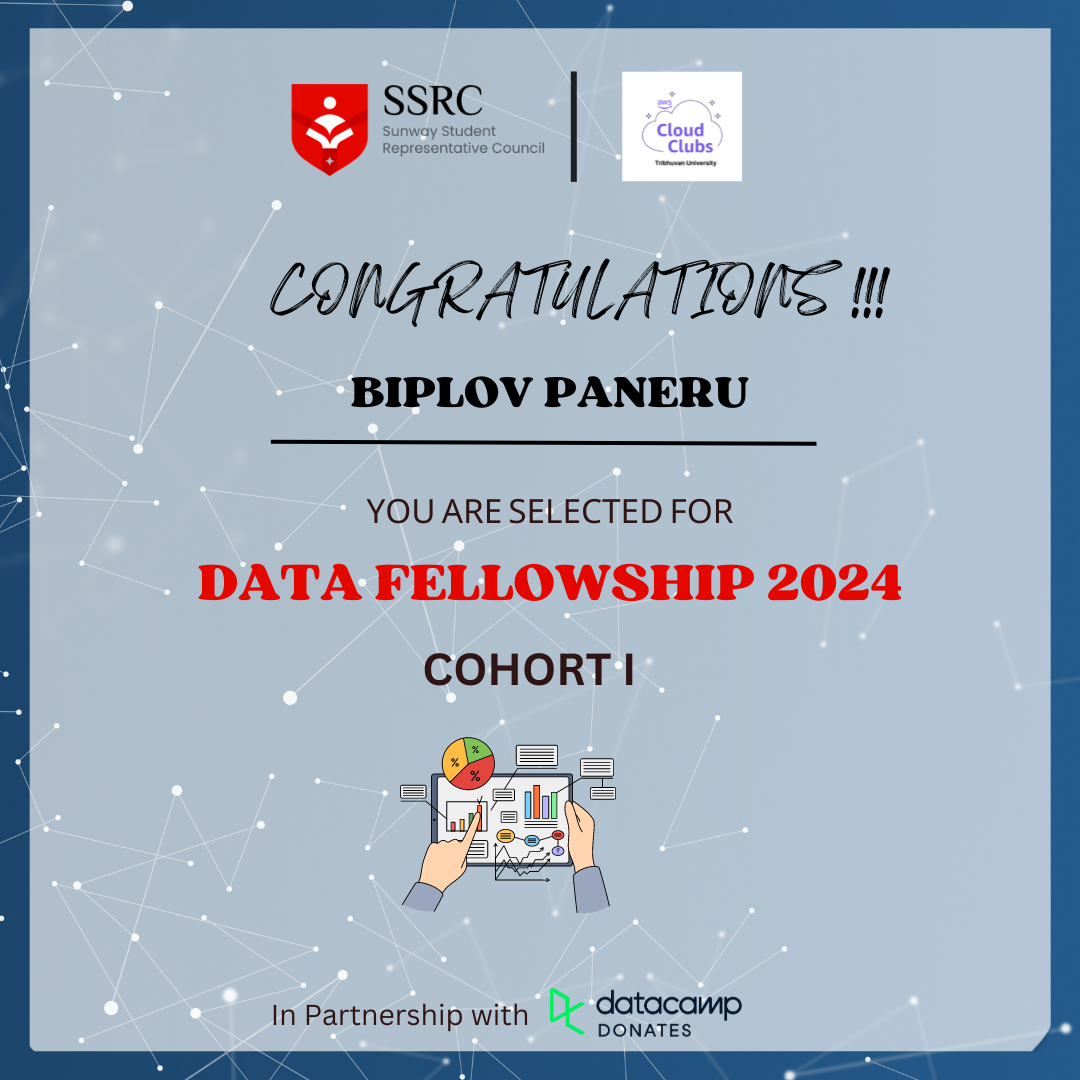 SSRC
Sunway Student
Representative Council
aws
Cloud
Clubs
Tribhuvan University
CONGRATULATIONS !!!
BIPLOV PANERU
YOU ARE SELECTED FOR
DATA FELLOWSHIP 2024
COHORT I
%
%
%
?
In Partnership with
datacamp
DONATES